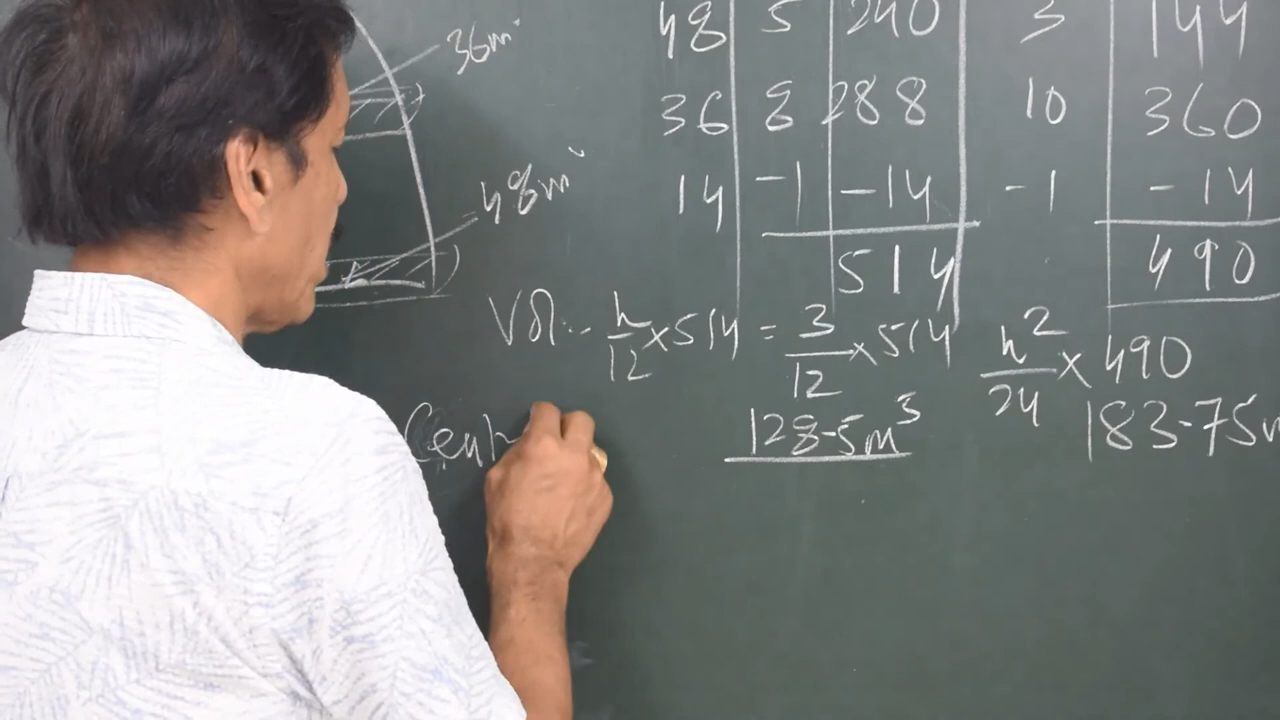 36m²
48m²
48 5 240 3 144
36 8 288 10 360
14 -1 -14 -1 -14
514 490
Vol.. h/12 × 514 = 3/12 × 514 h²/24 × 490
128.5m³ 183.75m
Cent